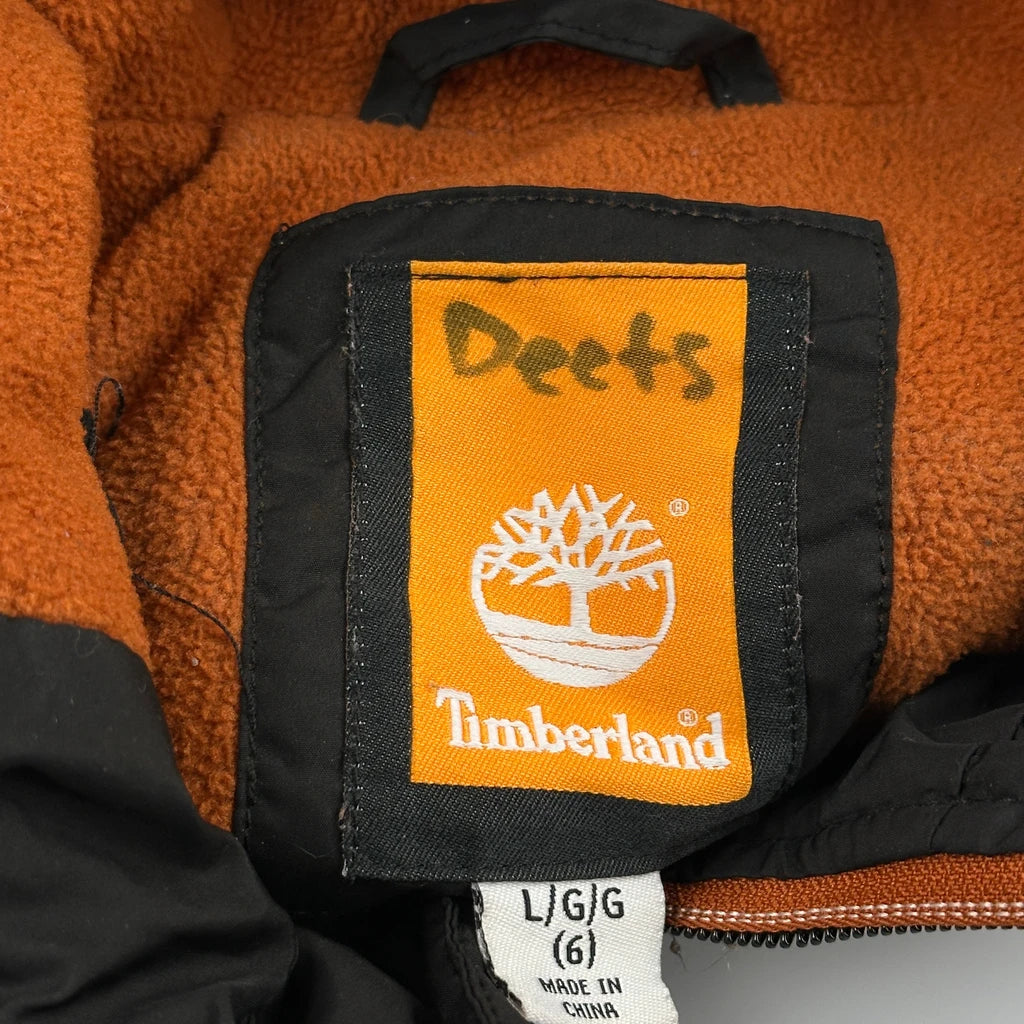 Deets
®
Timberland®
L/G/G
(6)
MADE IN
CHINA